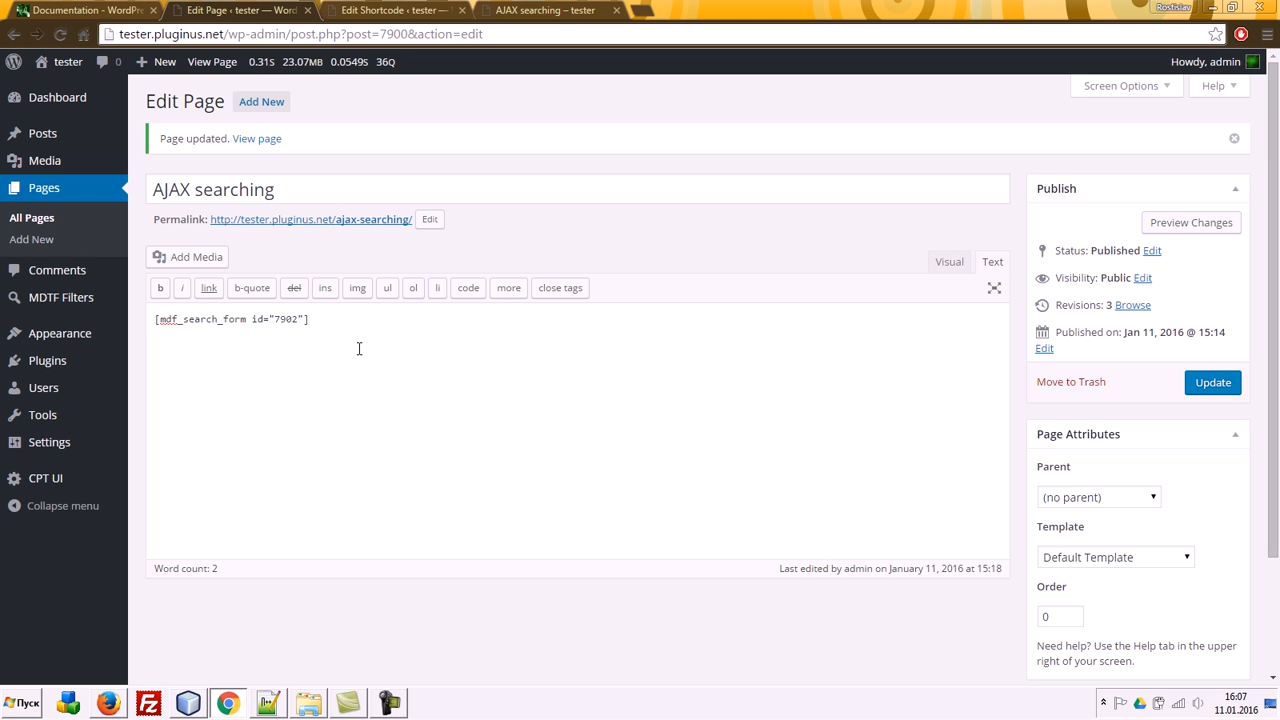 Documentation - WordPre
Edit Page ‹ tester — Word
Edit Shortcode ‹ tester —
AJAX searching – tester
Rostislav
tester.pluginus.net/wp-admin/post.php?post=7900&action=edit
tester
0
New
View Page
0.31S
23.07MB
0.0549S
36Q
Howdy, admin
Dashboard
Posts
Media
Pages
All Pages
Add New
Comments
MDTF Filters
Appearance
Plugins
Users
Tools
Settings
CPT UI
Collapse menu
Screen Options
Help
Edit Page
Add New
Page updated. View page
AJAX searching
Permalink: http://tester.pluginus.net/ajax-searching/
Edit
Add Media
Visual
Text
b
i
link
b-quote
del
ins
img
ul
ol
li
code
more
close tags
[mdf_search_form id="7902"]
Word count: 2
Last edited by admin on January 11, 2016 at 15:18
Publish
Preview Changes
Status: Published Edit
Visibility: Public Edit
Revisions: 3 Browse
Published on: Jan 11, 2016 @ 15:14
Edit
Move to Trash
Update
Page Attributes
Parent
(no parent)
Template
Default Template
Order
0
Need help? Use the Help tab in the upper
right of your screen.
Пуск
16:07
11.01.2016